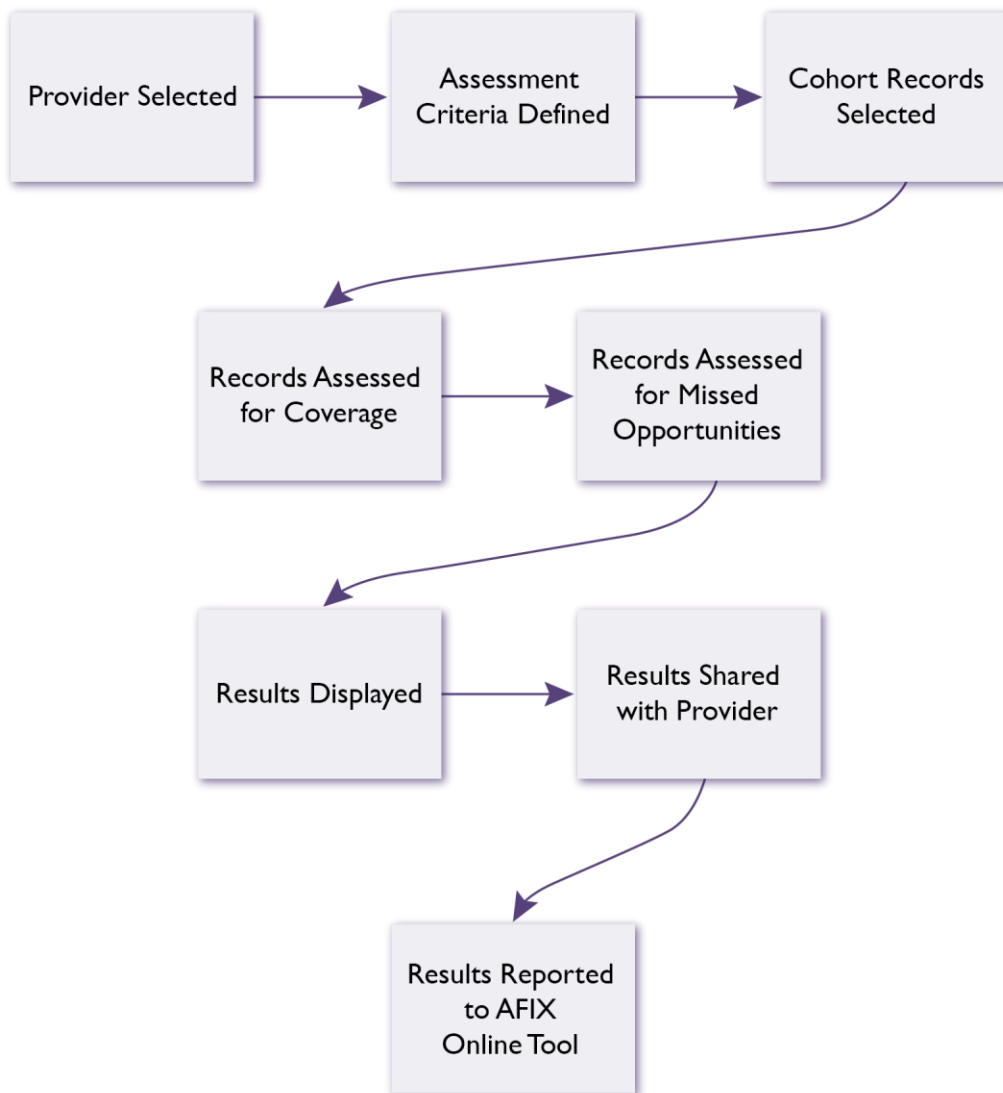 Provider Selected
Assessment
Criteria Defined
Cohort Records
Selected
Records Assessed
for Coverage
Records Assessed
for Missed
Opportunities
Results Displayed
Results Shared
with Provider
Results Reported
to AFIX
Online Tool